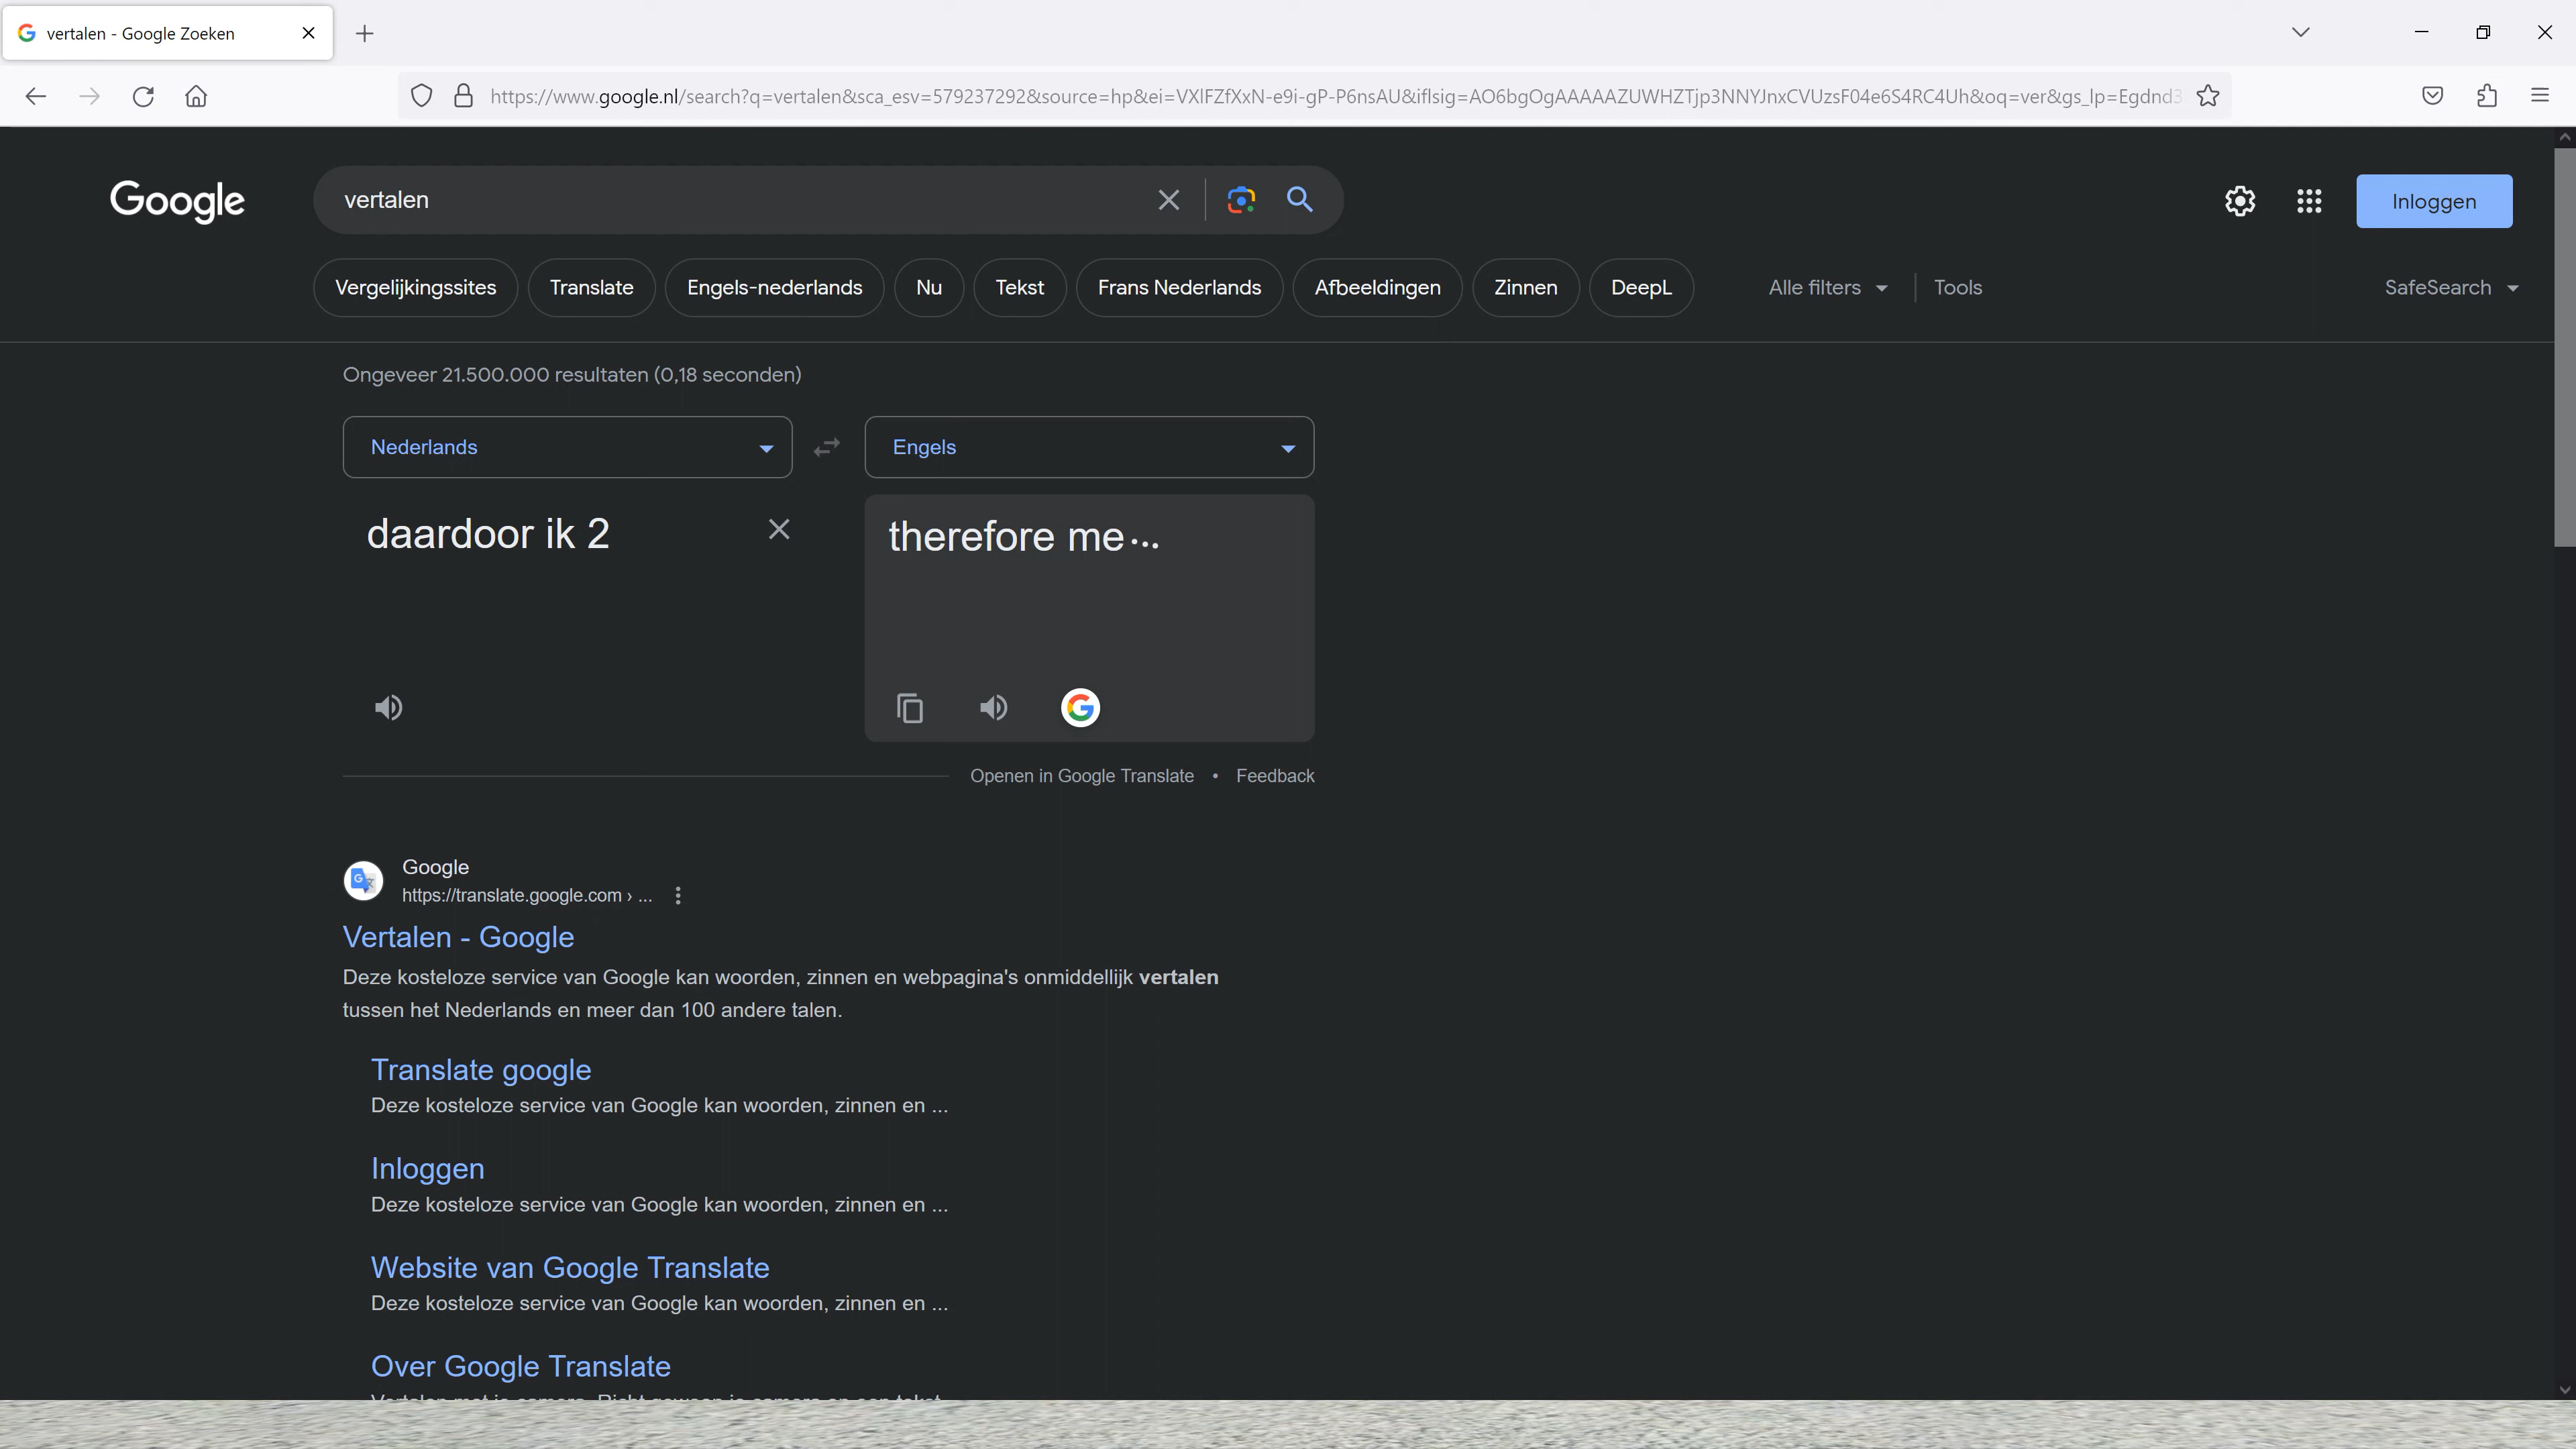 vertalen - Google Zoeken
https://www.google.nl/search?q=vertalen&sca_esv=579237292&source=hp&ei=VXlFZfXxN-e9i-gP-P6nsAU&iflsig=AO6bgOgAAAAAZUWHZTjp3NNYJnxCVUzsF04e6S4RC4Uh&oq=ver&gs_lp=Egdnd3
Google
vertalen
Inloggen
Vergelijkingssites Translate Engels-nederlands Nu Tekst Frans Nederlands Afbeeldingen Zinnen DeepL Alle filters Tools SafeSearch
Ongeveer 21.500.000 resultaten (0,18 seconden)
Nederlands Engels
daardoor ik 2
therefore me...
Openen in Google Translate • Feedback
Google
https://translate.google.com › ...
Vertalen - Google
Deze kosteloze service van Google kan woorden, zinnen en webpagina's onmiddellijk vertalen
tussen het Nederlands en meer dan 100 andere talen.
Translate google
Deze kosteloze service van Google kan woorden, zinnen en ...
Inloggen
Deze kosteloze service van Google kan woorden, zinnen en ...
Website van Google Translate
Deze kosteloze service van Google kan woorden, zinnen en ...
Over Google Translate